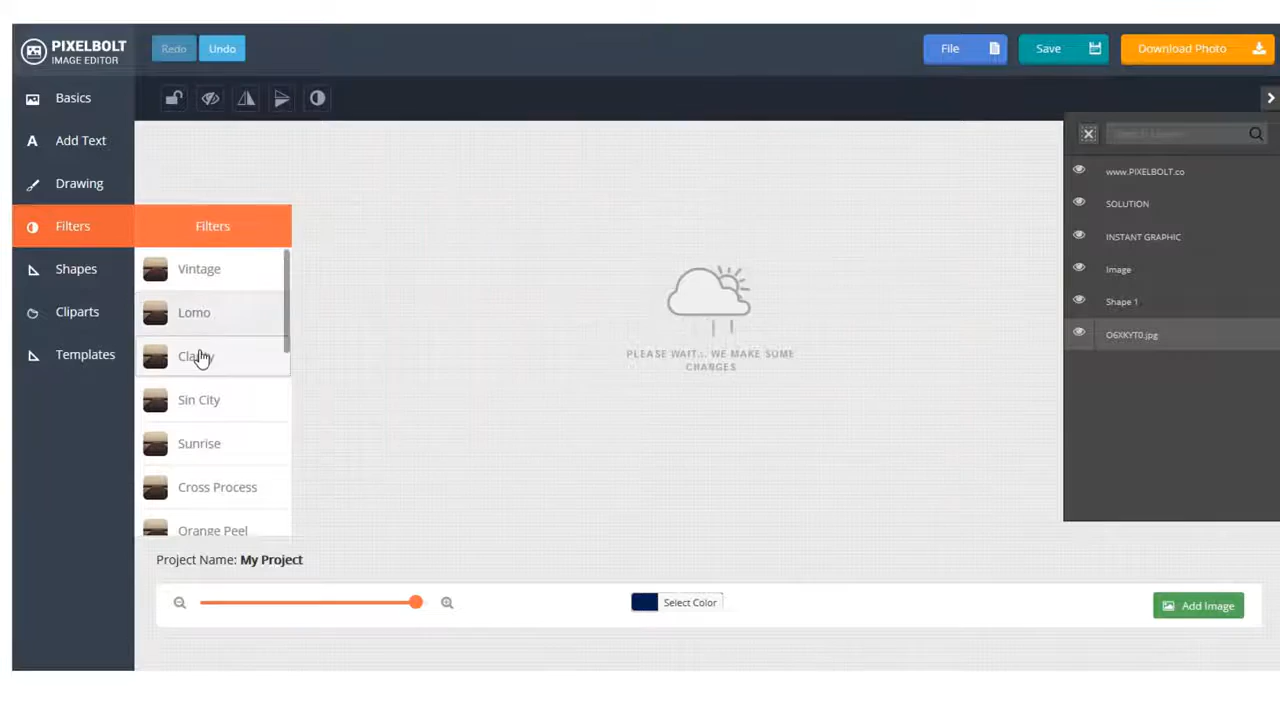 PIXELBOLT
IMAGE EDITOR
Redo
Undo
File
Save
Download Photo
Basics
Add Text
Drawing
Filters
Shapes
Cliparts
Templates
Filters
Vintage
Lomo
Sin City
Sunrise
Cross Process
Orange Peel
PLEASE WAIT... WE MAKE SOME
CHANGES
www.PIXELBOLT.co
SOLUTION
INSTANT GRAPHIC
Image
Shape 1
O6XKYT0.jpg
Project Name: My Project
Select Color
Add Image